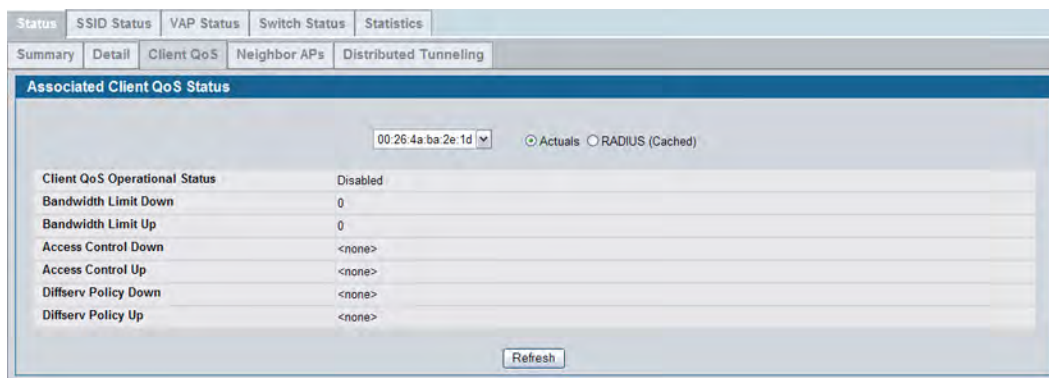 Status SSID Status VAP Status Switch Status Statistics
Summary Detail Client QoS Neighbor APs Distributed Tunneling
Associated Client QoS Status
00:26:4a:ba:2e:1d Actuals RADIUS (Cached)
Client QoS Operational Status Disabled
Bandwidth Limit Down 0
Bandwidth Limit Up 0
Access Control Down <none>
Access Control Up <none>
Diffserv Policy Down <none>
Diffserv Policy Up <none>
Refresh